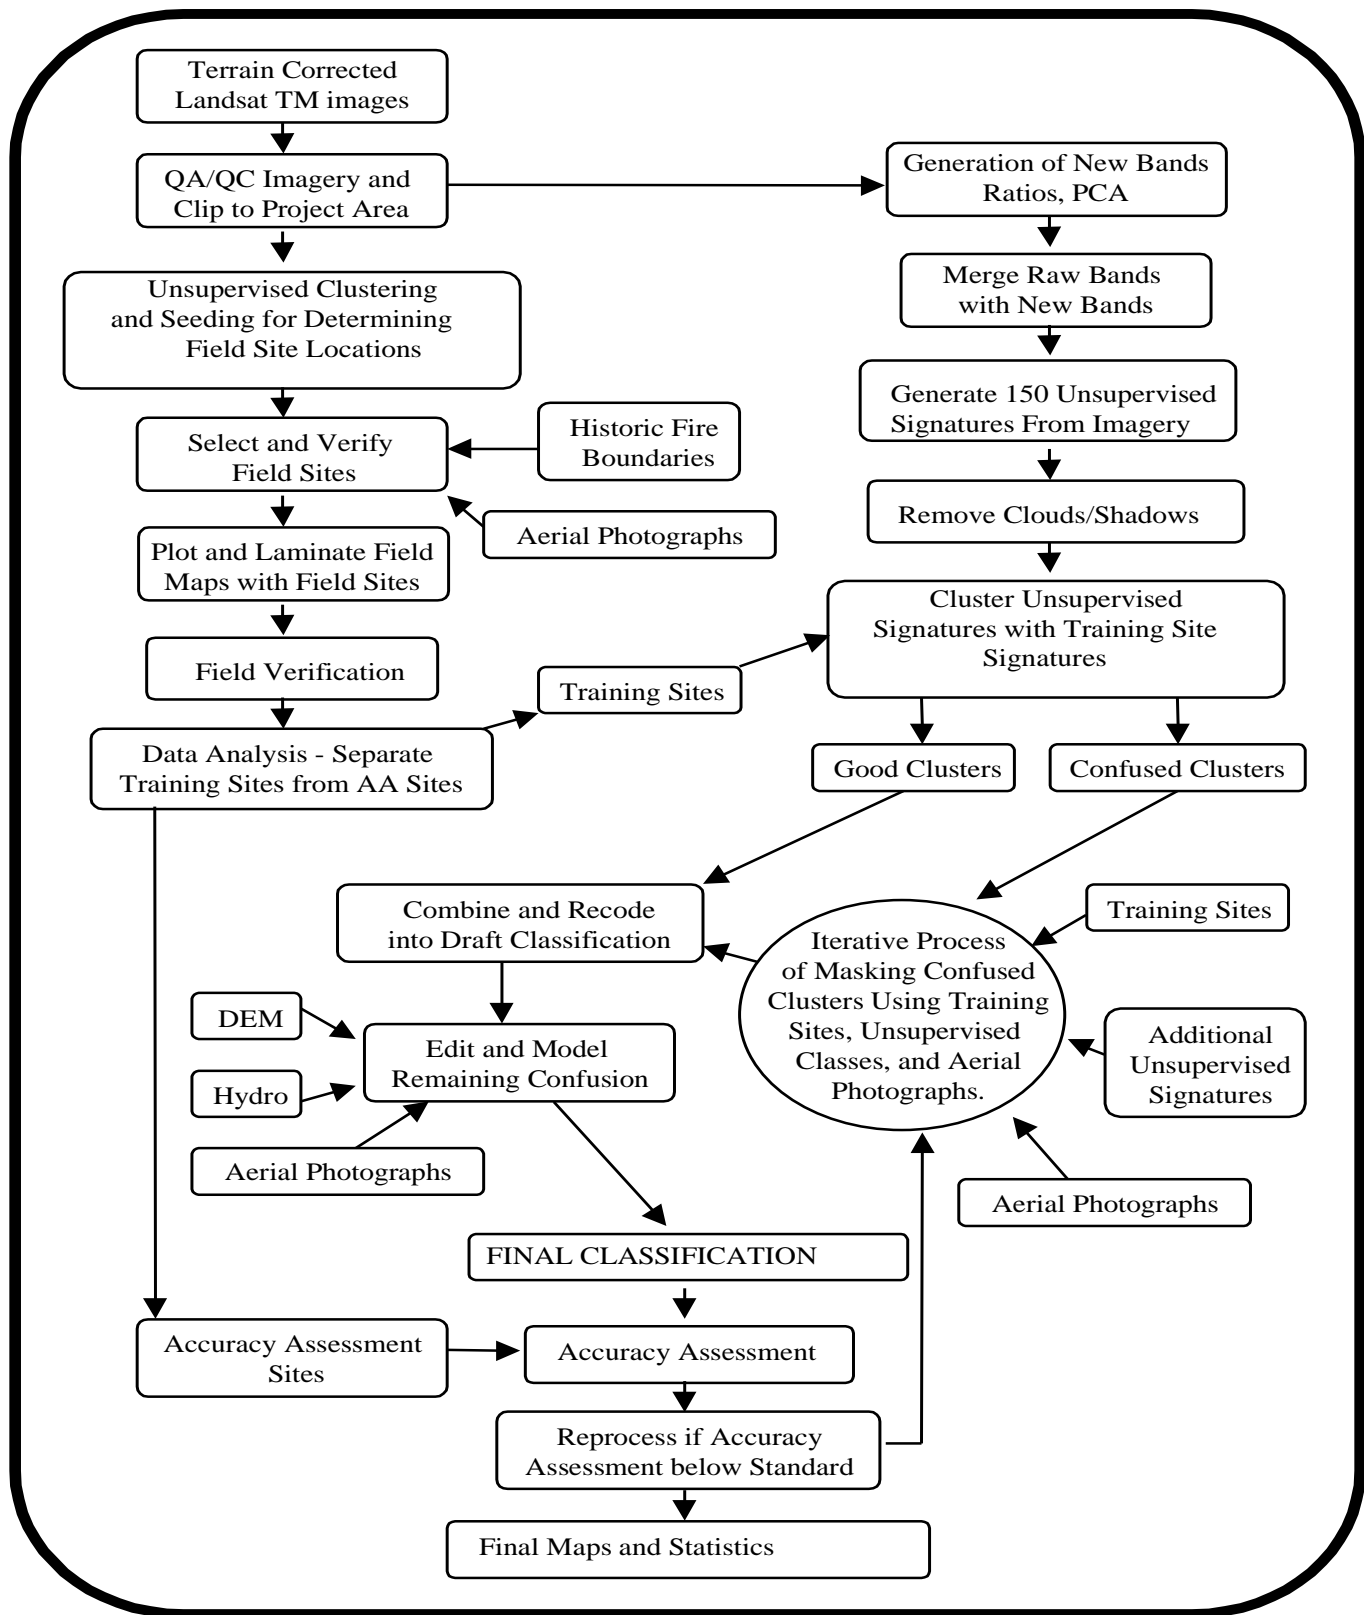 Terrain Corrected
Landsat TM images
QA/QC Imagery and
Clip to Project Area
Generation of New Bands
Ratios, PCA
Unsupervised Clustering
and Seeding for Determining
Field Site Locations
Merge Raw Bands
with New Bands
Generate 150 Unsupervised
Signatures From Imagery
Select and Verify
Field Sites
Historic Fire
Boundaries
Aerial Photographs
Remove Clouds/Shadows
Plot and Laminate Field
Maps with Field Sites
Cluster Unsupervised
Signatures with Training Site
Signatures
Field Verification
Training Sites
Data Analysis - Separate
Training Sites from AA Sites
Good Clusters
Confused Clusters
Combine and Recode
into Draft Classification
Training Sites
Iterative Process
of Masking Confused
Clusters Using Training
Sites, Unsupervised
Classes, and Aerial
Photographs.
DEM
Edit and Model
Remaining Confusion
Additional
Unsupervised
Signatures
Hydro
Aerial Photographs
Aerial Photographs
FINAL CLASSIFICATION
Accuracy Assessment
Sites
Accuracy Assessment
Reprocess if Accuracy
Assessment below Standard
Final Maps and Statistics